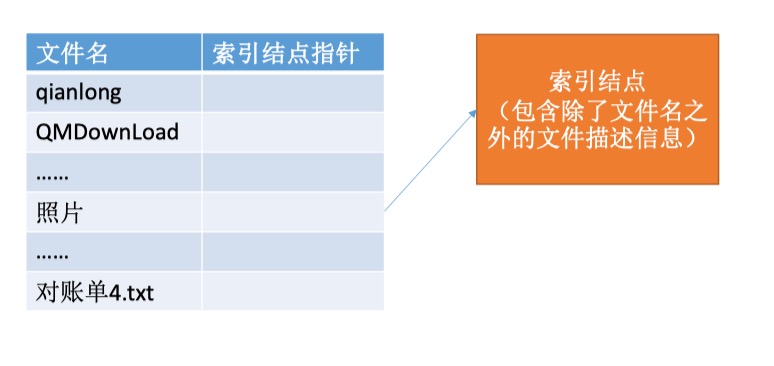 文件名 索引结点指针
qianlong
QMDownLoad
……
照片
……
对账单4.txt
索引结点
（包含除了文件名之
外的文件描述信息）